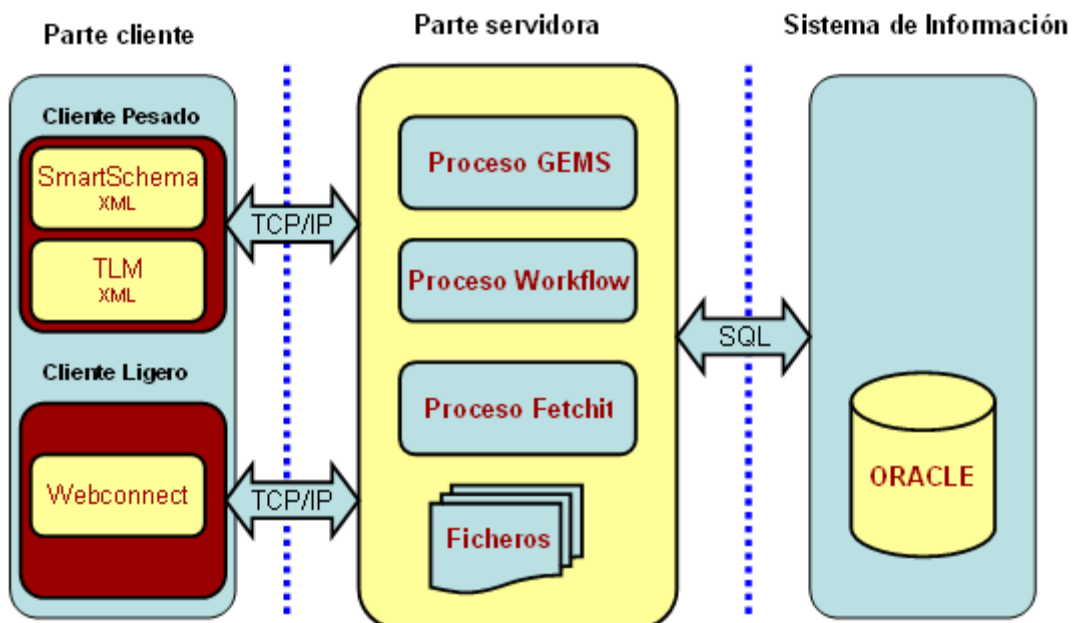 Parte cliente
Parte servidora
Sistema de Información
Cliente Pesado
SmartSchema
XML
TLM
XML
Cliente Ligero
Webconnect
TCP/IP
TCP/IP
Proceso GEMS
Proceso Workflow
Proceso Fetchit
Ficheros
SQL
ORACLE